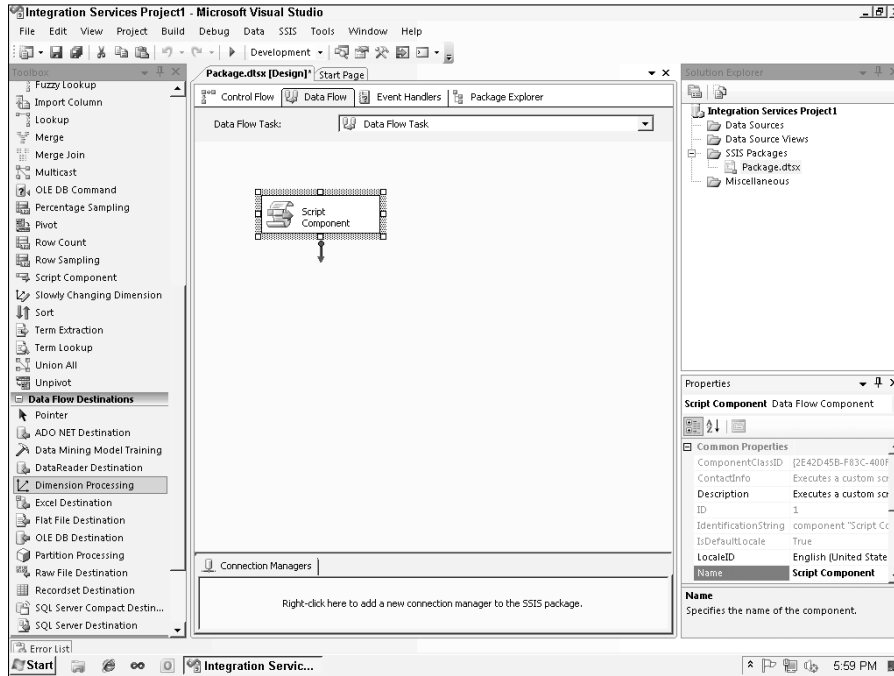 Integration Services Project1 - Microsoft Visual Studio
File Edit View Project Build Debug Data SSIS Tools Window Help
Development
Toolbox
Fuzzy Lookup
Import Column
Lookup
Merge
Merge Join
Multicast
OLE DB Command
Percentage Sampling
Pivot
Row Count
Row Sampling
Script Component
Slowly Changing Dimension
Sort
Term Extraction
Term Lookup
Union All
Unpivot
Data Flow Destinations
Pointer
ADO NET Destination
Data Mining Model Training
DataReader Destination
Dimension Processing
Excel Destination
Flat File Destination
OLE DB Destination
Partition Processing
Raw File Destination
Recordset Destination
SQL Server Compact Destin...
SQL Server Destination
Error List
Package.dtsx [Design]* Start Page
Control Flow Data Flow Event Handlers Package Explorer
Data Flow Task: Data Flow Task
Script
Component
Connection Managers
Right-click here to add a new connection manager to the SSIS package.
Solution Explorer
Integration Services Project1
Data Sources
Data Source Views
SSIS Packages
Package.dtsx
Miscellaneous
Properties
Script Component Data Flow Component
Common Properties
ComponentClassID {2E42D45B-F83C-400F
ContactInfo Executes a custom scr
Description Executes a custom scr
ID 1
IdentificationString component "Script Co
IsDefaultLocale True
LocaleID English (United State
Name Script Component
Name
Specifies the name of the component.
Start Integration Servic... 5:59 PM